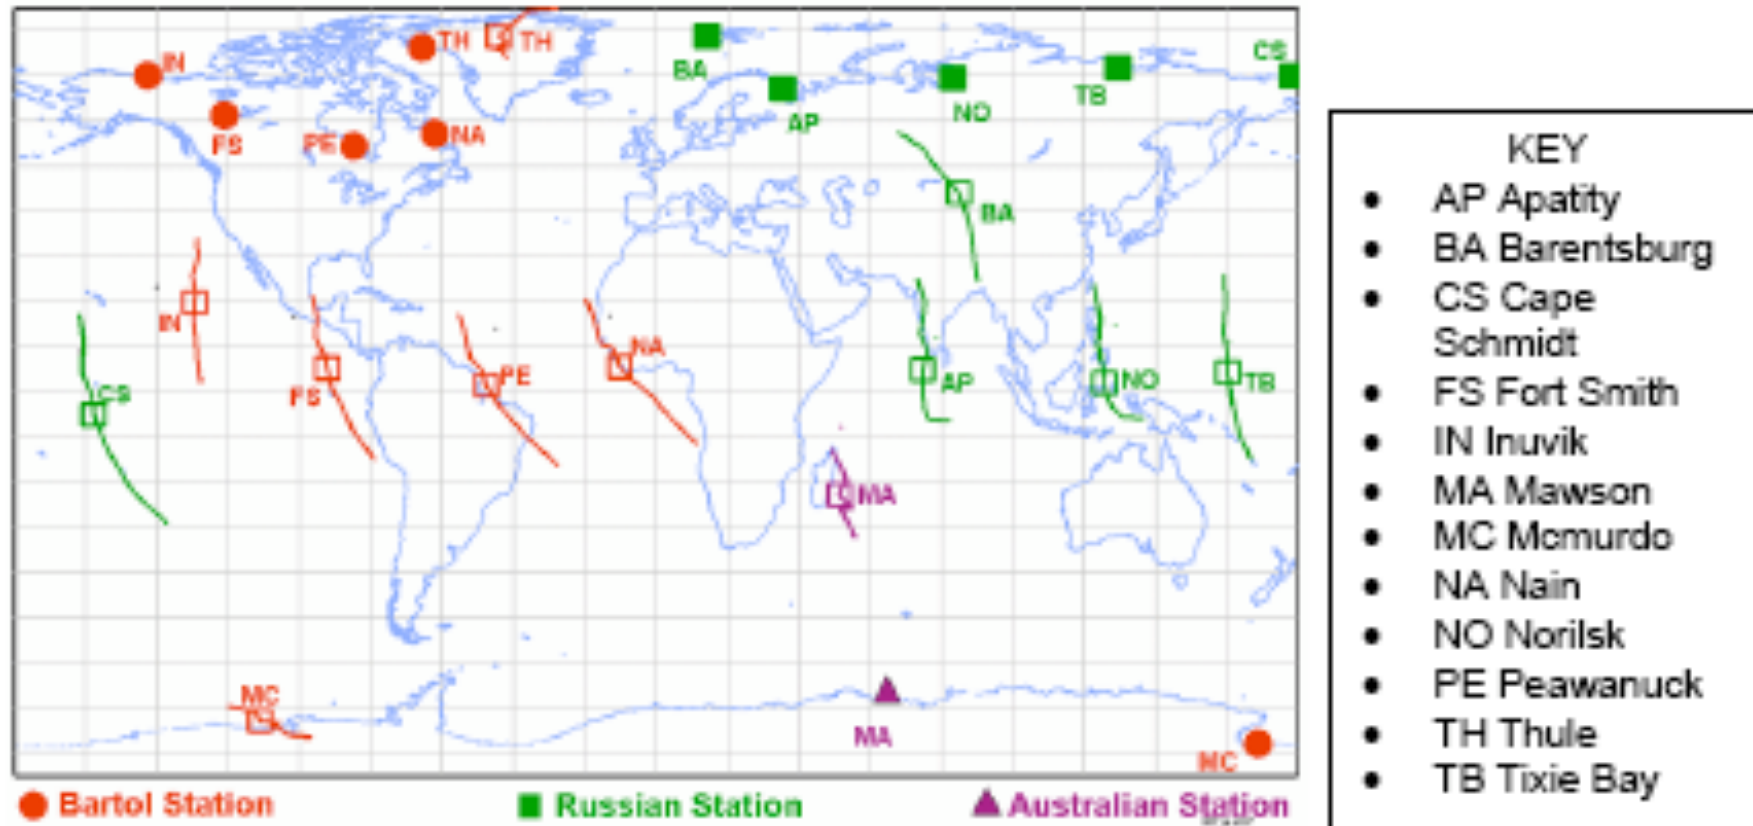 TH
TH
IN
FS
PE
NA
BA
AP
NO
TB
CS
BA
IN
CS
FS
PE
NA
AP
NO
TB
MA
MC
MA
MC
Bartol Station
Russian Station
Australian Station
KEY
• AP Apatity
• BA Barentsburg
• CS Cape
Schmidt
• FS Fort Smith
• IN Inuvik
• MA Mawson
• MC Mcmurdo
• NA Nain
• NO Norilsk
• PE Peawanuck
• TH Thule
• TB Tixie Bay